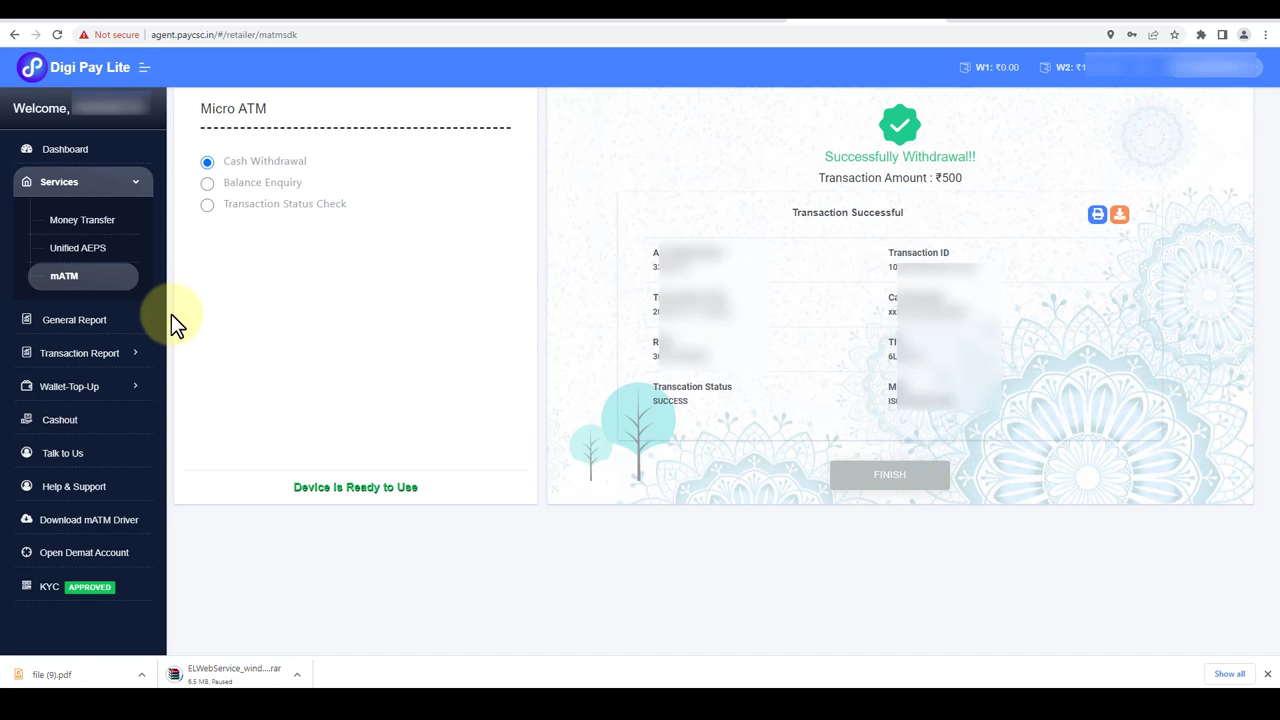 Not secure agent.paycsc.in/#/retailer/matmsdk
Digi Pay Lite
W1: ₹0.00
W2: ₹1
Welcome,
Dashboard
Services
Money Transfer
Unified AEPS
mATM
General Report
Transaction Report
Wallet-Top-Up
Cashout
Talk to Us
Help & Support
Download mATM Driver
Open Demat Account
KYC APPROVED
Micro ATM
Cash Withdrawal
Balance Enquiry
Transaction Status Check
Device is Ready to Use
Successfully Withdrawal!!
Transaction Amount : ₹500
Transaction Successful
Transaction ID
Transcation Status
SUCCESS
FINISH
file (9).pdf
ELWebService_wind....rar
6.5 MB, Paused
Show all